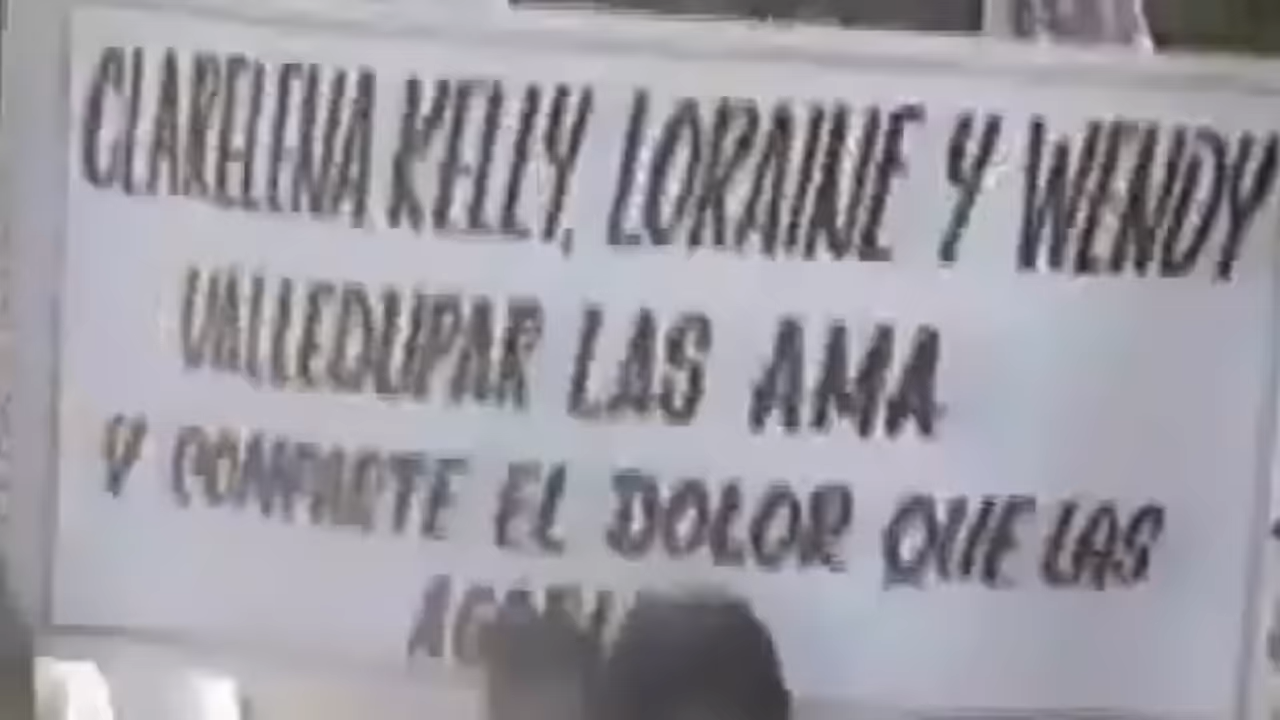 CLARELENA KELLY, LORAINE Y WENDY
VALLEDUPAR LAS AMA
Y COMPARTE EL DOLOR QUE LAS